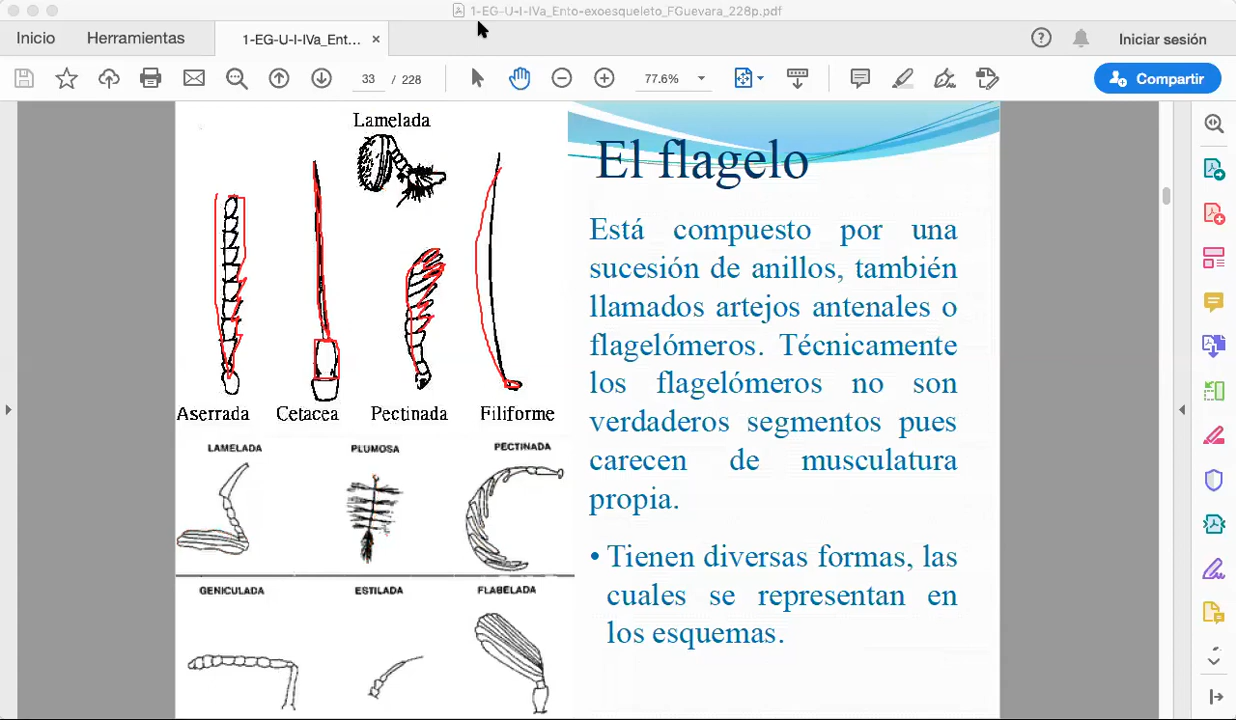 1-EG-U-I-IVa_Ento-exoesqueleto_FGuevara_228p.pdf
Inicio
Herramientas
1-EG-U-I-IVa_Ent...
×
Iniciar sesión
33 / 228
77.6%
Compartir
Lamelada
Aserrada
Cetacea
Pectinada
Filiforme
LAMELADA
PLUMOSA
PECTINADA
GENICULADA
ESTILADA
FLABELADA
El flagelo
Está compuesto por una
sucesión de anillos, también
llamados artejos antenales o
flagelómeros. Técnicamente
los flagelómeros no son
verdaderos segmentos pues
carecen de musculatura
propia.
• Tienen diversas formas, las
cuales se representan en
los esquemas.